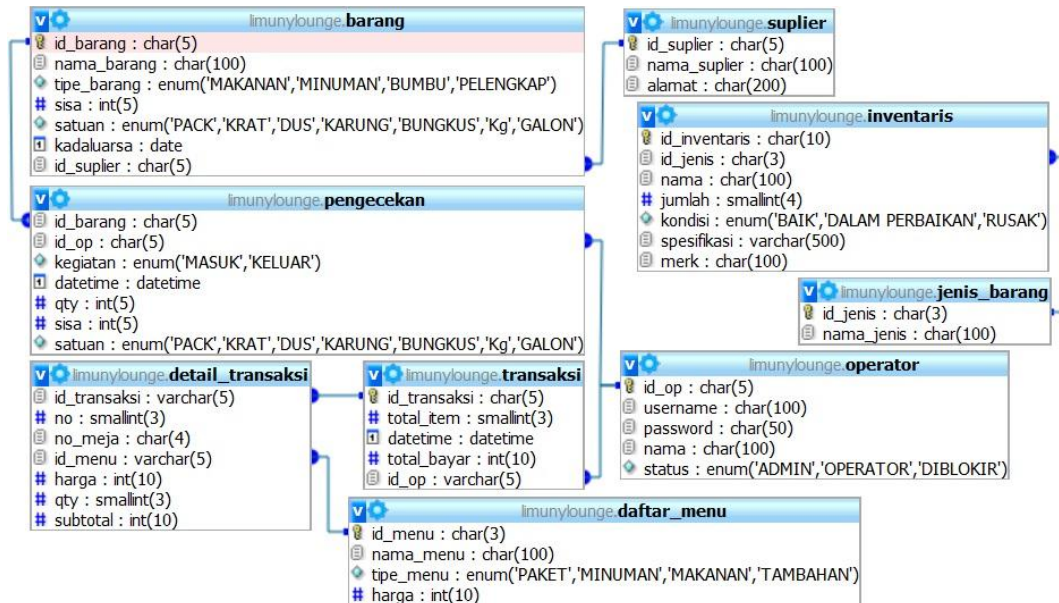 limunylounge.barang
id_barang : char(5)
nama_barang : char(100)
tipe_barang : enum('MAKANAN','MINUMAN','BUMBU','PELENGKAP')
sisa : int(5)
satuan : enum('PACK','KRAT','DUS','KARUNG','BUNGKUS','Kg','GALON')
kadaluarsa : date
id_suplier : char(5)
limunylounge.suplier
id_suplier : char(5)
nama_suplier : char(100)
alamat : char(200)
limunylounge.inventaris
id_inventaris : char(10)
id_jenis : char(3)
nama : char(100)
jumlah : smallint(4)
kondisi : enum('BAIK','DALAM PERBAIKAN','RUSAK')
spesifikasi : varchar(500)
merk : char(100)
limunylounge.pengecekan
id_barang : char(5)
id_op : char(5)
kegiatan : enum('MASUK','KELUAR')
datetime : datetime
qty : int(5)
sisa : int(5)
satuan : enum('PACK','KRAT','DUS','KARUNG','BUNGKUS','Kg','GALON')
limunylounge.jenis_barang
id_jenis : char(3)
nama_jenis : char(100)
limunylounge.detail_transaksi
id_transaksi : varchar(5)
no : smallint(3)
no_meja : char(4)
id_menu : varchar(5)
harga : int(10)
qty : smallint(3)
subtotal : int(10)
limunylounge.transaksi
id_transaksi : char(5)
total_item : smallint(3)
datetime : datetime
total_bayar : int(10)
id_op : varchar(5)
limunylounge.operator
id_op : char(5)
username : char(100)
password : char(50)
nama : char(100)
status : enum('ADMIN','OPERATOR','DIBLOKIR')
limunylounge.daftar_menu
id_menu : char(3)
nama_menu : char(100)
tipe_menu : enum('PAKET','MINUMAN','MAKANAN','TAMBAHAN')
harga : int(10)